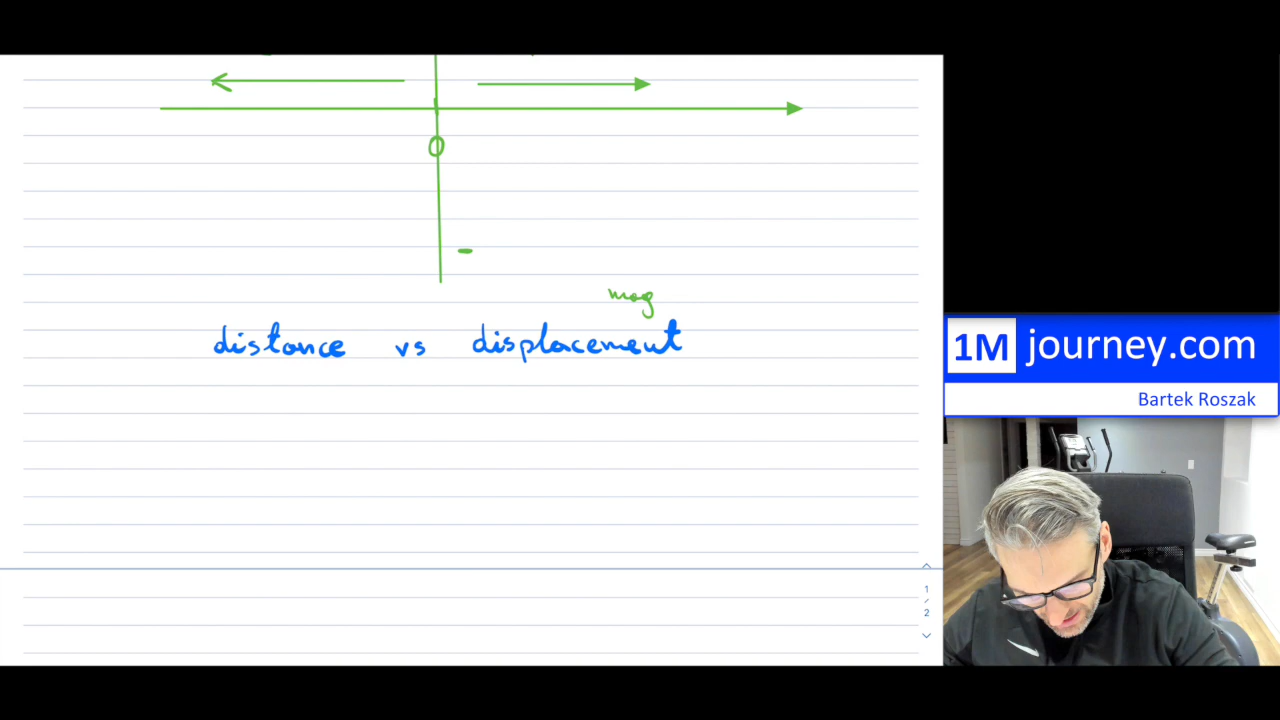 0
-
mag
distance vs displacement
1M journey.com
Bartek Roszak
1
/
2